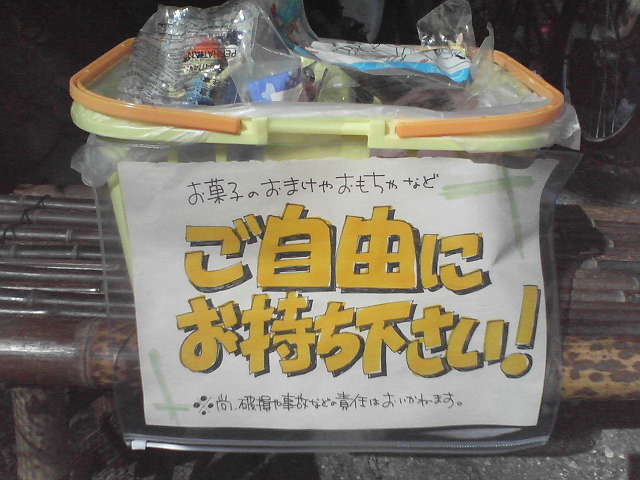 お菓子のおまけやおもちゃなど
ご自由に
お持ち下さい!
※尚、破損や事故などの責任はおいかねます。